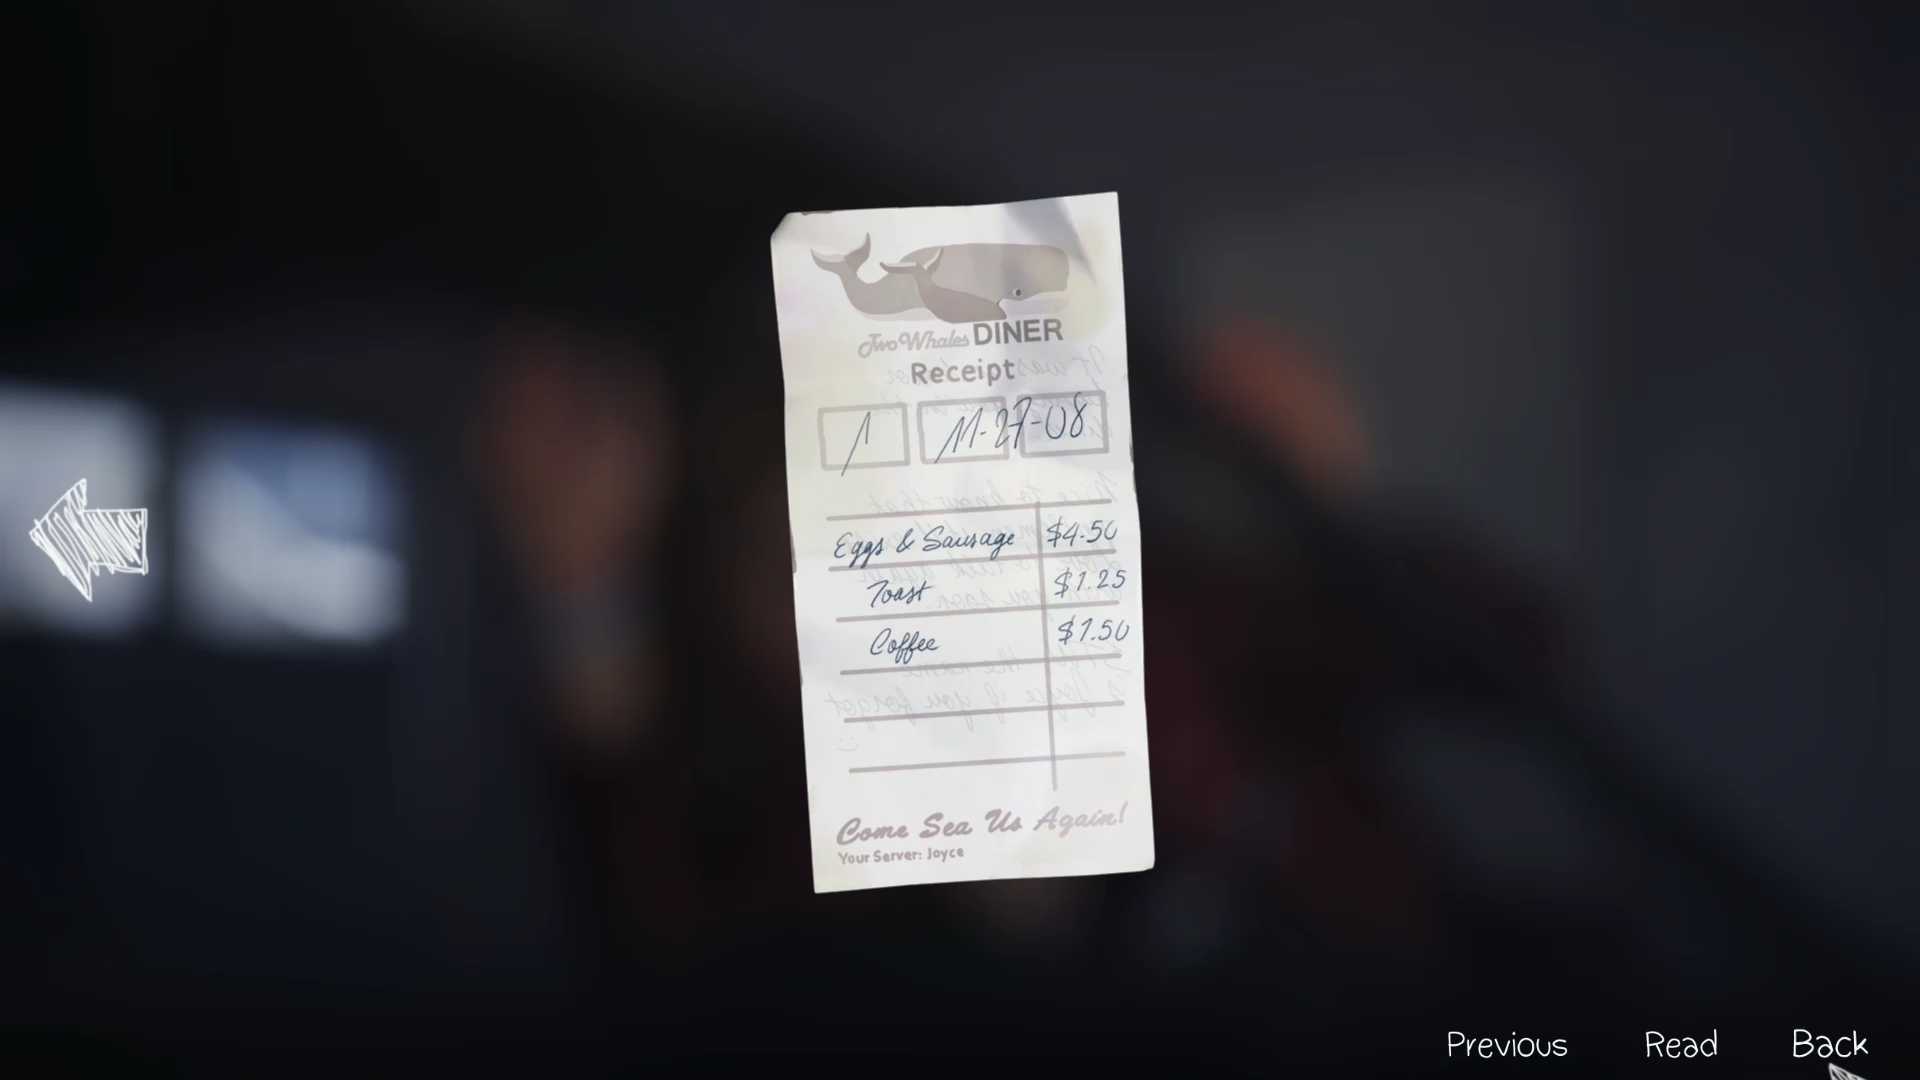 Two Whales DINER
Receipt
1 11-27-08
Eggs & Sausage $4.50
Toast $1.25
Coffee $1.50
Come Sea Us Again!
Your Server: Joyce
Previous Read Back